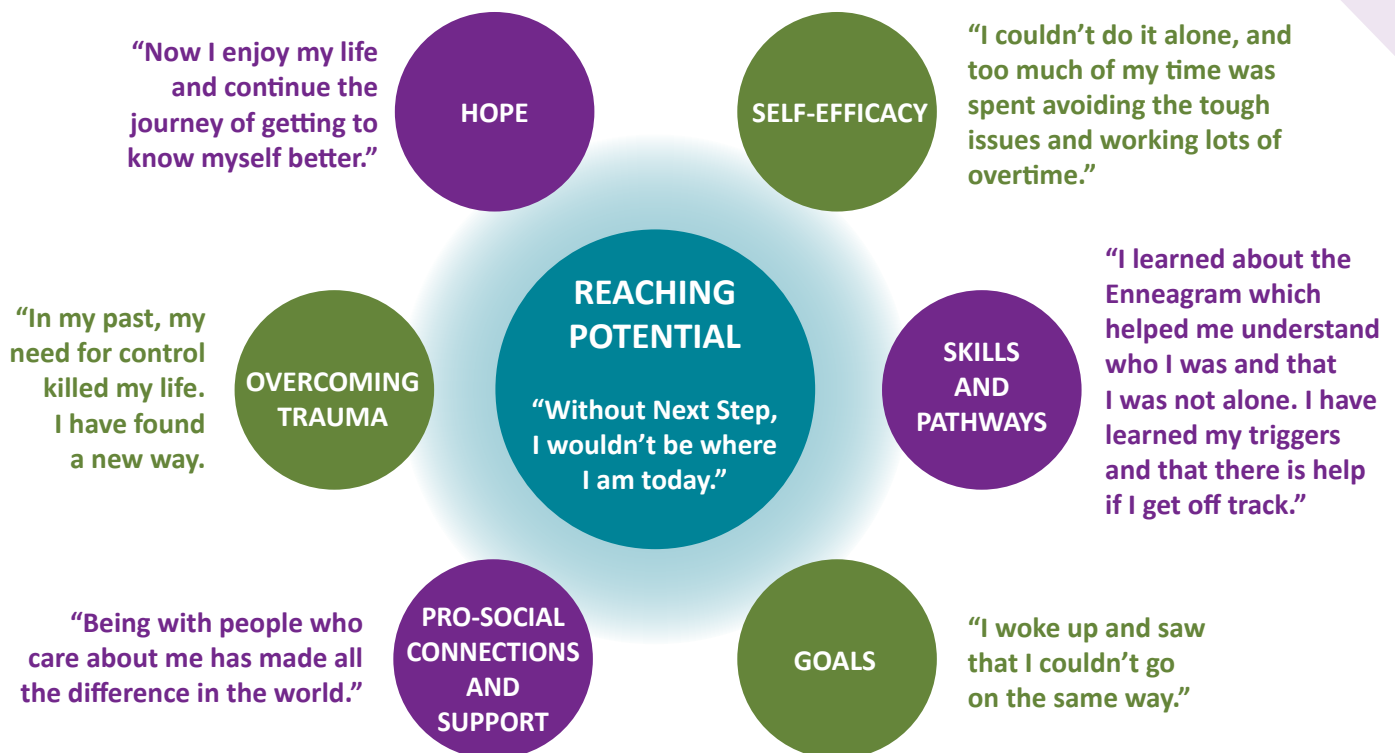 “Now I enjoy my life
and continue the
journey of getting to
know myself better.”
HOPE
SELF-EFFICACY
“I couldn’t do it alone, and
too much of my time was
spent avoiding the tough
issues and working lots of
overtime.”
“In my past, my
need for control
killed my life.
I have found
a new way.
OVERCOMING
TRAUMA
REACHING
POTENTIAL
“Without Next Step,
I wouldn’t be where
I am today.”
SKILLS
AND
PATHWAYS
“I learned about the
Enneagram which
helped me understand
who I was and that
I was not alone. I have
learned my triggers
and that there is help
if I get off track.”
“Being with people who
care about me has made all
the difference in the world.”
PRO-SOCIAL
CONNECTIONS
AND
SUPPORT
GOALS
“I woke up and saw
that I couldn’t go
on the same way.”